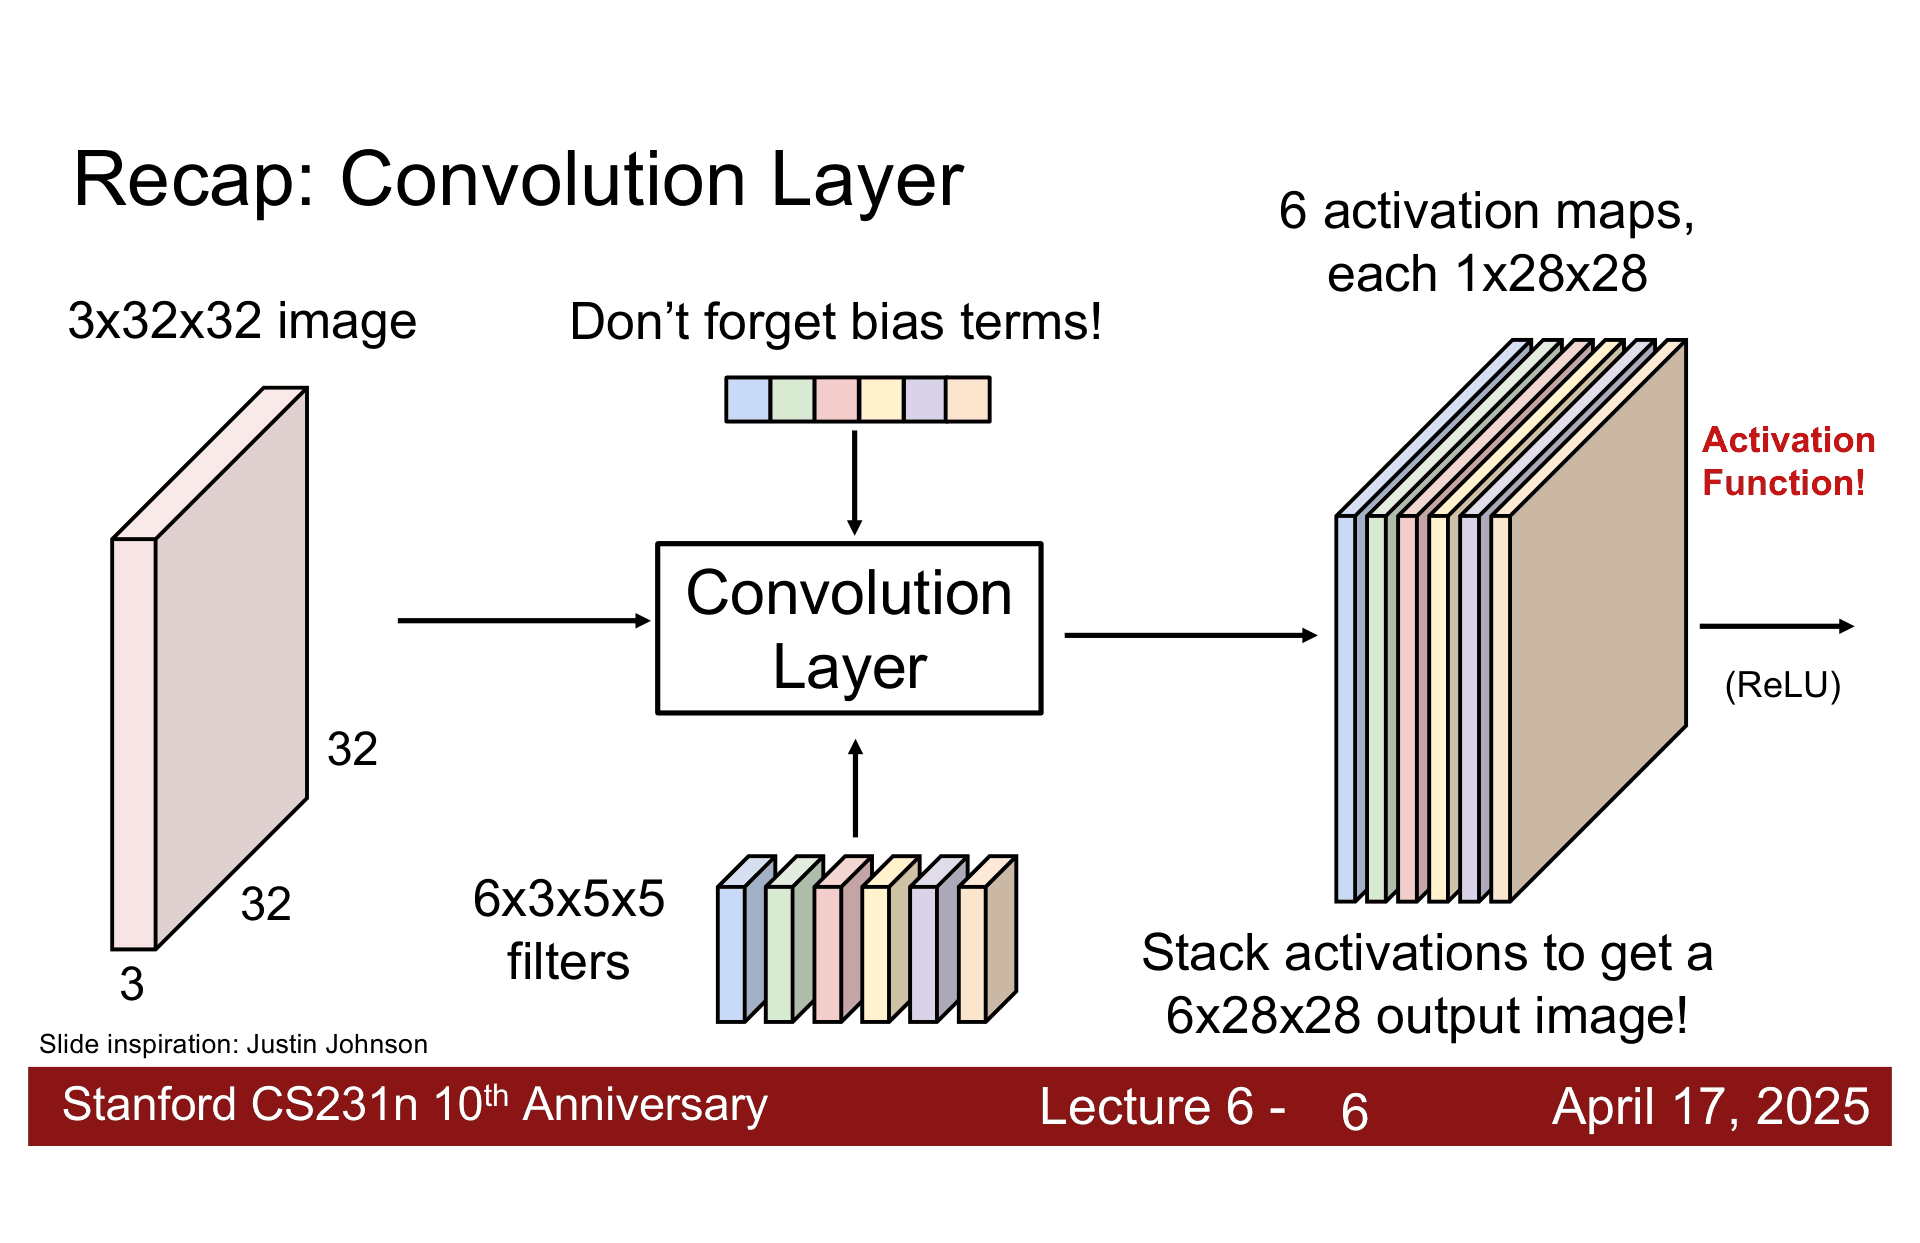 Recap: Convolution Layer
3x32x32 image
32
32
3
Don’t forget bias terms!
Convolution
Layer
6x3x5x5
filters
6 activation maps,
each 1x28x28
Activation
Function!
(ReLU)
Stack activations to get a
6x28x28 output image!
Slide inspiration: Justin Johnson
Stanford CS231n 10th Anniversary
Lecture 6 - 6
April 17, 2025